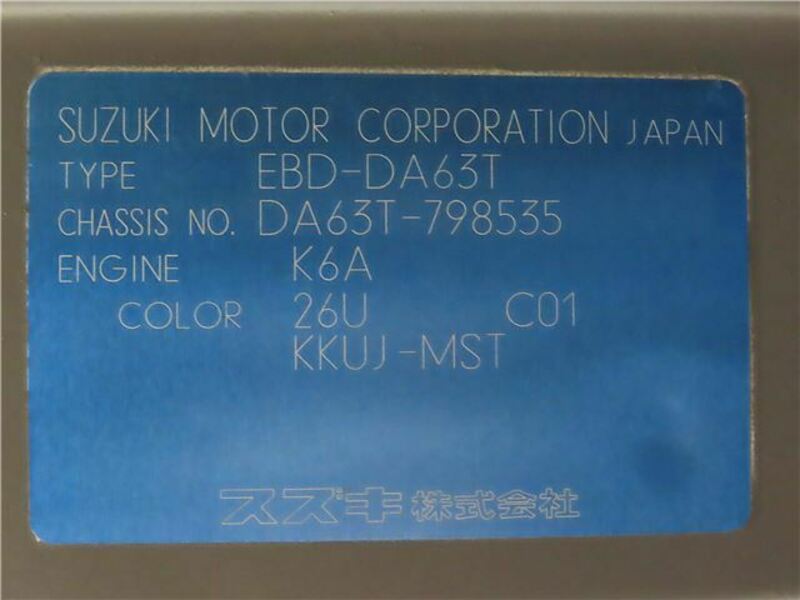 SUZUKI MOTOR CORPORATION JAPAN
TYPE EBD-DA63T
CHASSIS NO. DA63T-798535
ENGINE K6A
COLOR 26U C01
KKUJ-MST
スズキ株式会社